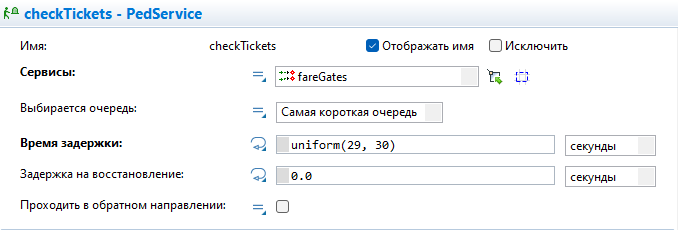 checkTickets - PedService
Имя: checkTickets Отображать имя Исключить
Сервисы: fareGates
Выбирается очередь: Самая короткая очередь
Время задержки: uniform(29, 30) секунды
Задержка на восстановление: 0.0 секунды
Проходить в обратном направлении: